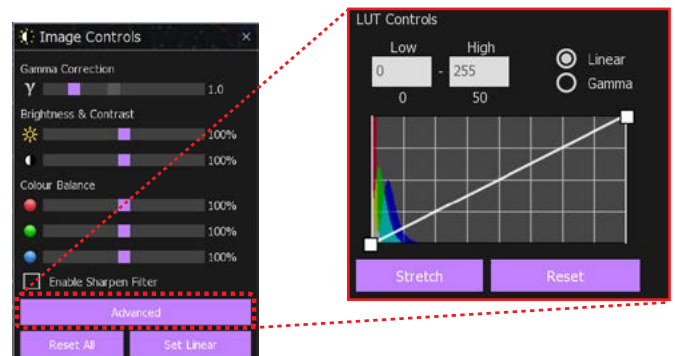 Image Controls ×
Gamma Correction
γ 1.0
Brightness & Contrast
100%
100%
Colour Balance
100%
100%
100%
Enable Sharpen Filter
Advanced
Reset All Set Linear
LUT Controls
Low High
0 - 255
0 50
Linear
Gamma
Stretch Reset